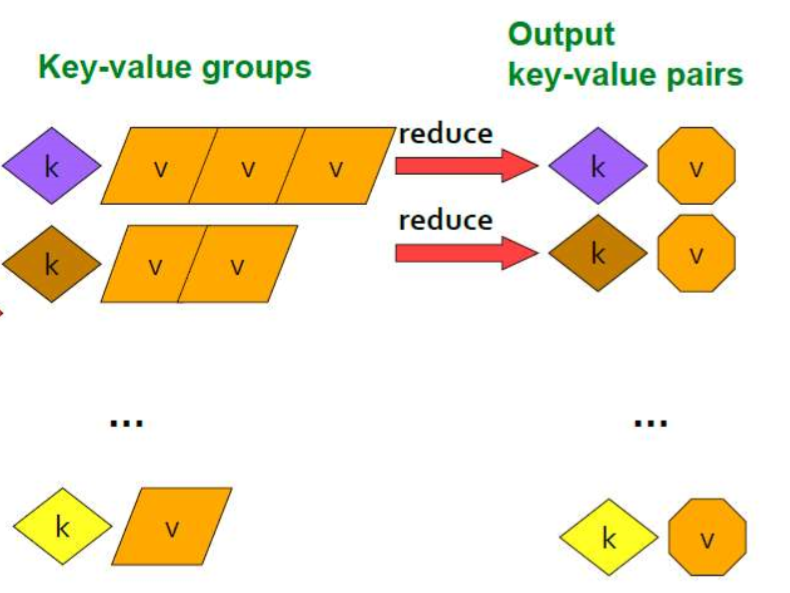 Key-value groups
Output
key-value pairs
k v v v reduce k v
k v v reduce k v
... ...
k v k v